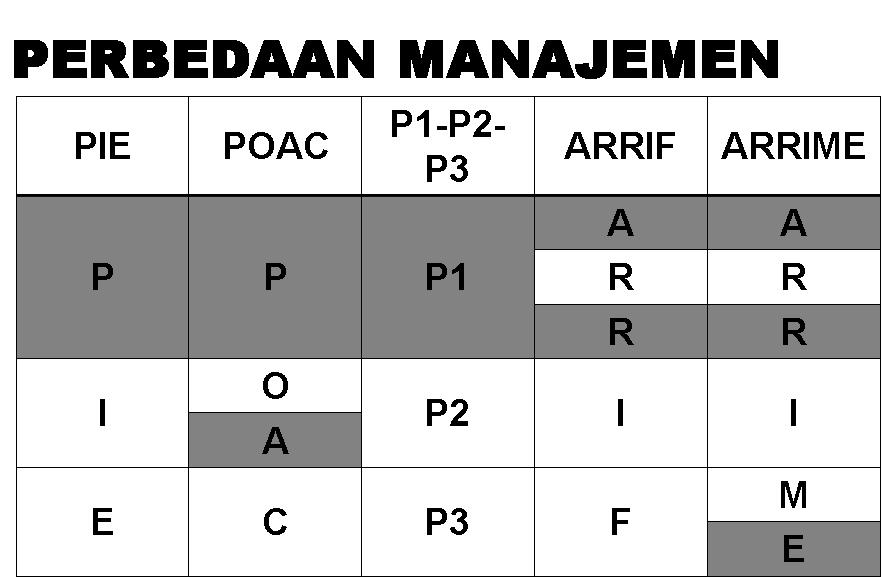 PERBEDAAN MANAJEMEN
PIE POAC P1-P2-P3 ARRIF ARRIME
P P P1 A A
R R
R R
I O P2 I I
A
E C P3 F M
E